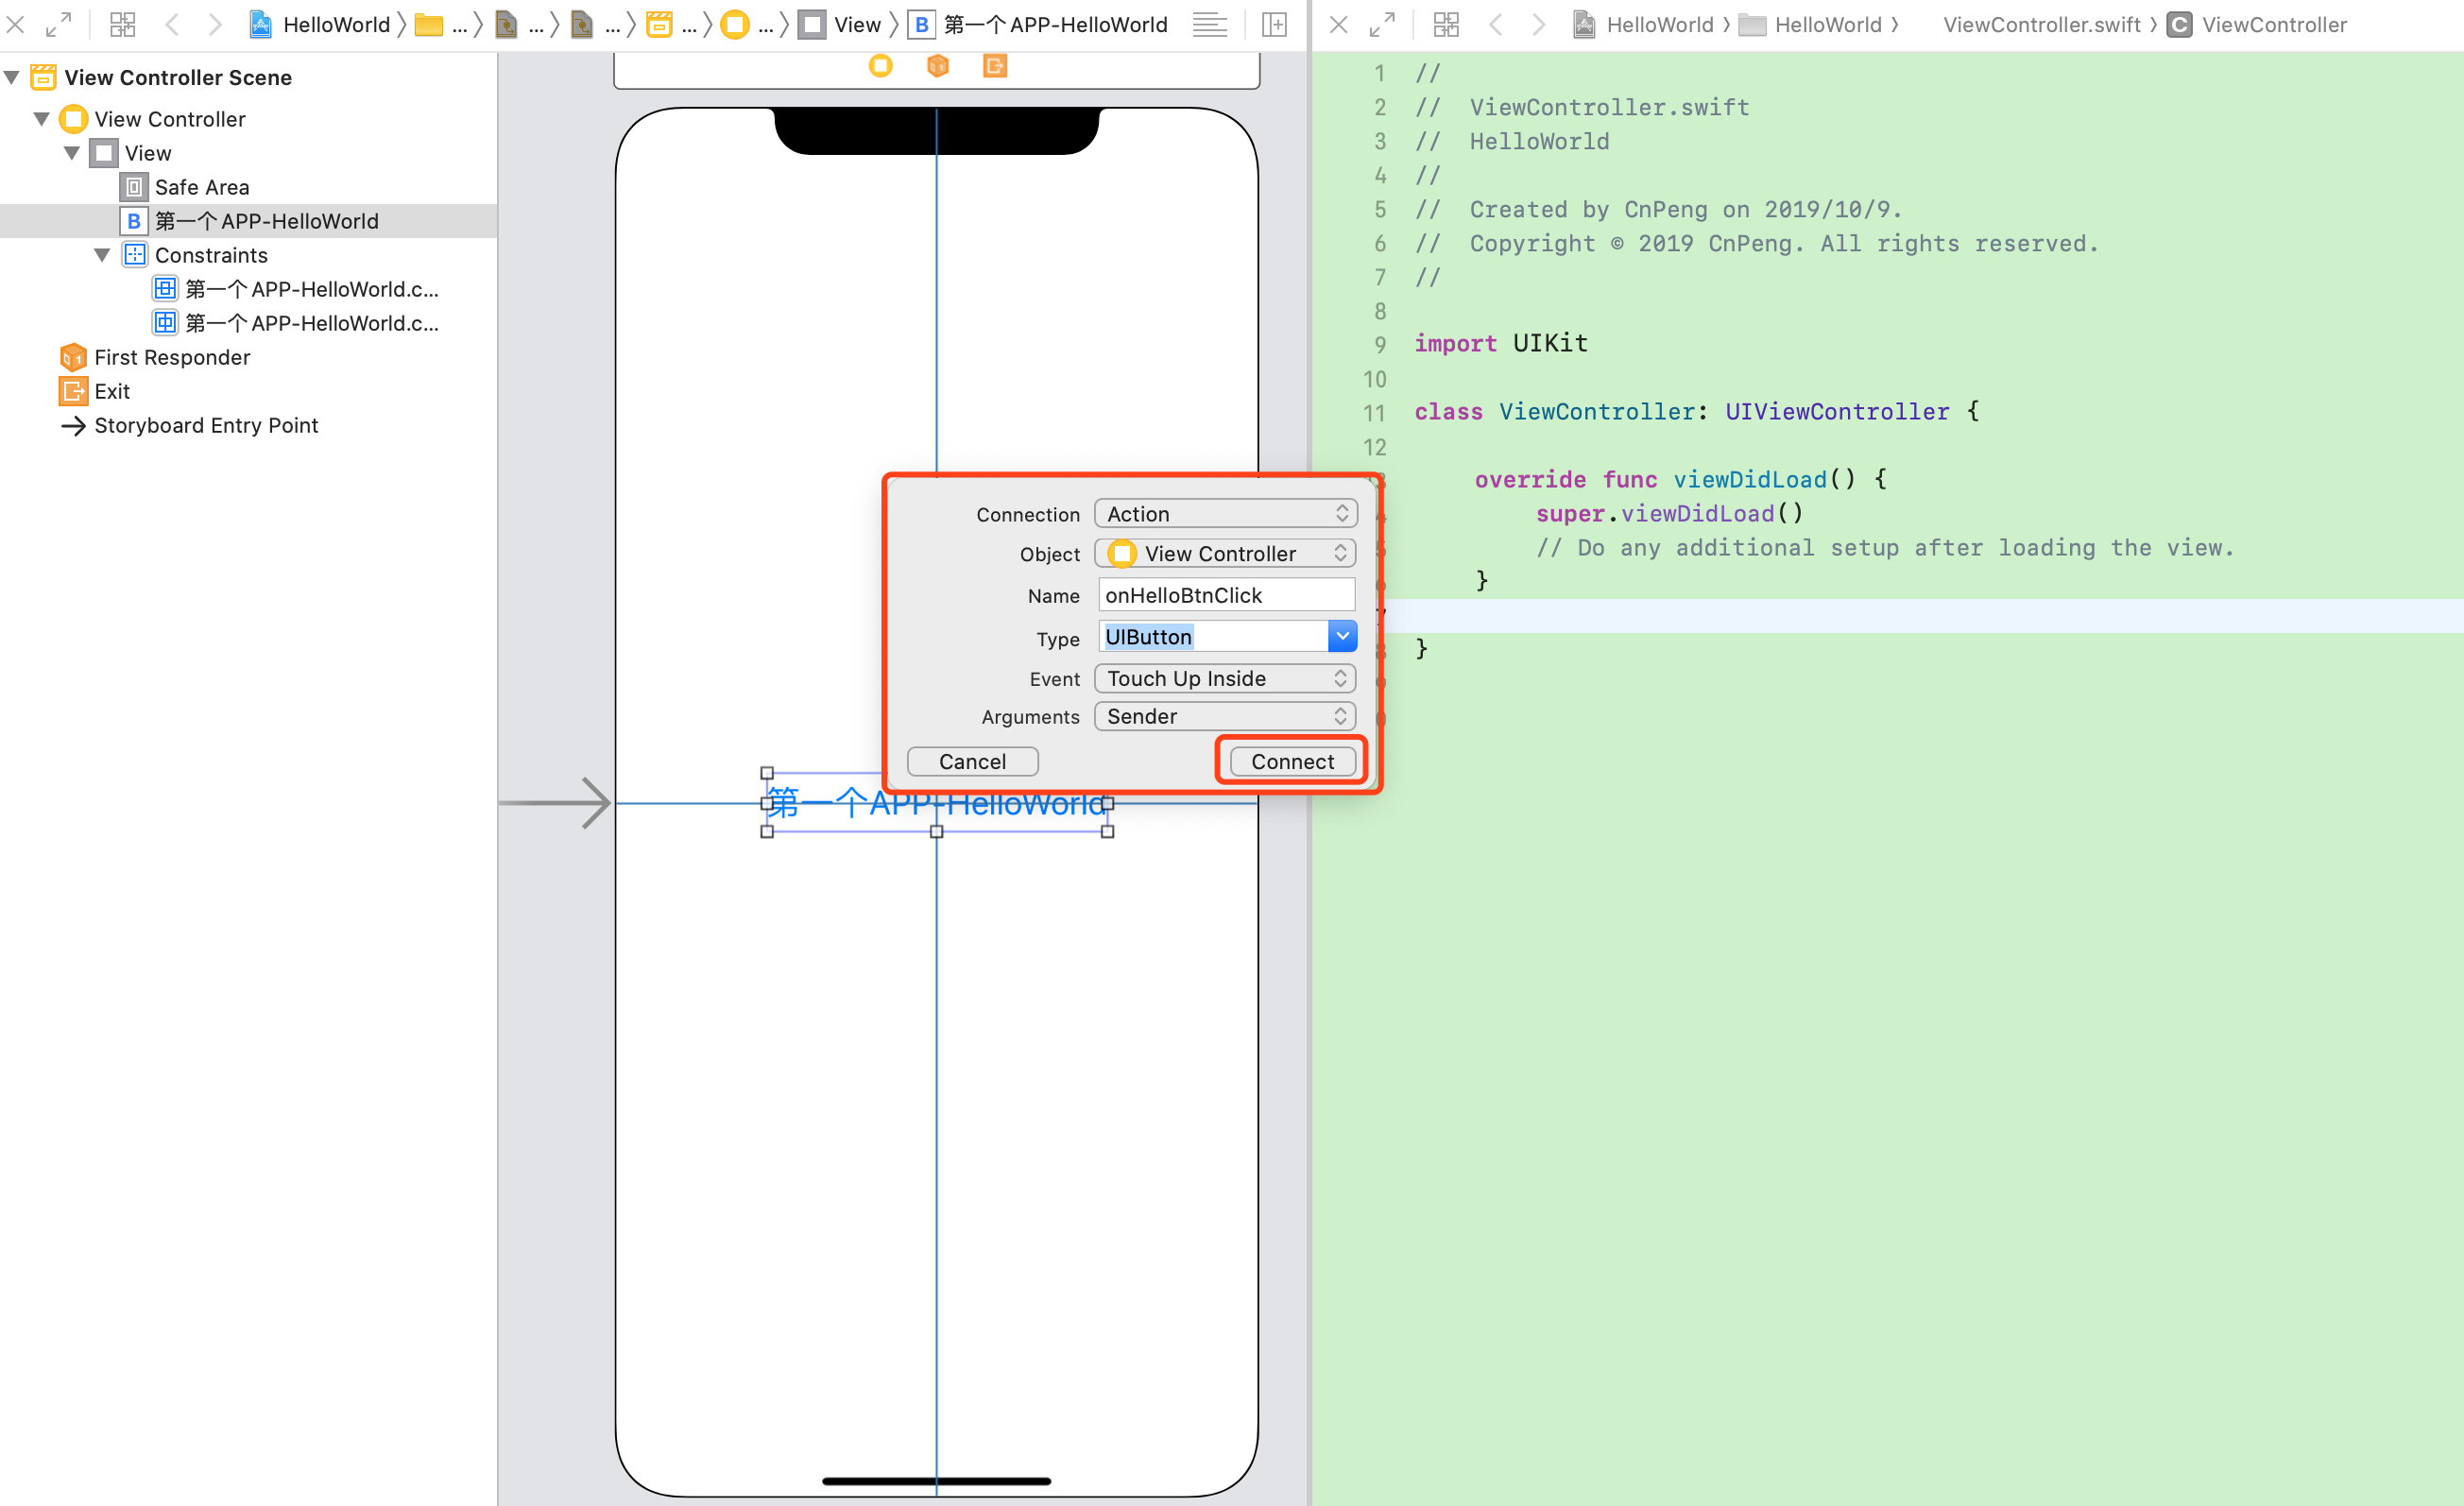 HelloWorld 〉 ... 〉 ... 〉 ... 〉 ... 〉 ... 〉 View 〉 B 第一个APP-HelloWorld
HelloWorld 〉 HelloWorld 〉 ViewController.swift 〉 C ViewController
View Controller Scene
View Controller
View
Safe Area
B 第一个APP-HelloWorld
Constraints
第一个APP-HelloWorld.c...
第一个APP-HelloWorld.c...
First Responder
Exit
Storyboard Entry Point
Connection Action
Object View Controller
Name onHelloBtnClick
Type UIButton
Event Touch Up Inside
Arguments Sender
Cancel Connect
第一个APP-HelloWorld
1 //
2 //  ViewController.swift
3 //  HelloWorld
4 //
5 //  Created by CnPeng on 2019/10/9.
6 //  Copyright © 2019 CnPeng. All rights reserved.
7 //
8
9 import UIKit
10
11 class ViewController: UIViewController {
12
override func viewDidLoad() {
super.viewDidLoad()
// Do any additional setup after loading the view.
}
}